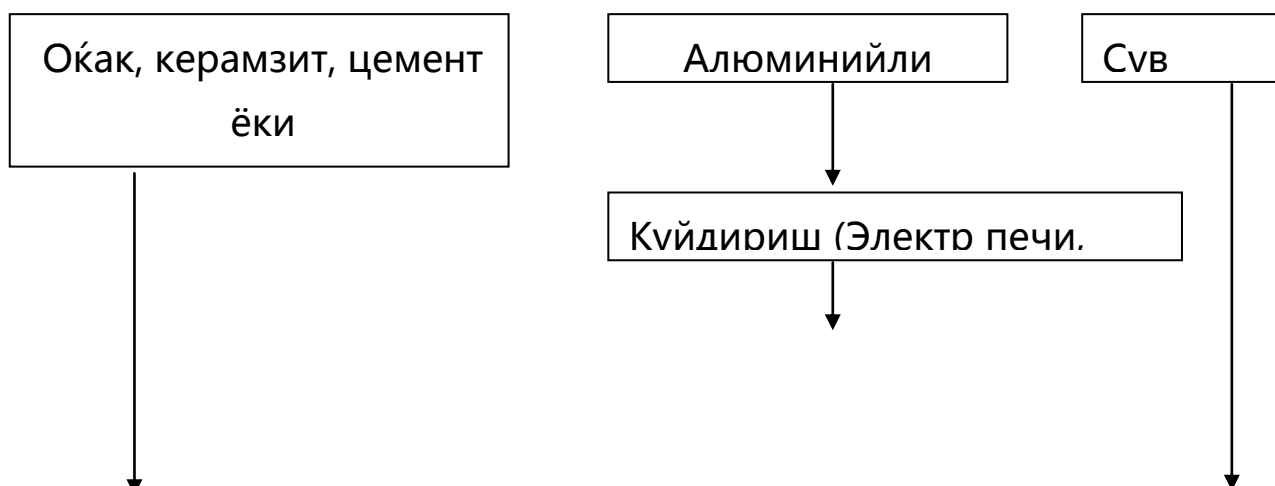 Оќак, керамзит, цемент
ёки
Алюминийли
Сув
Куйдириш (Электр печи,